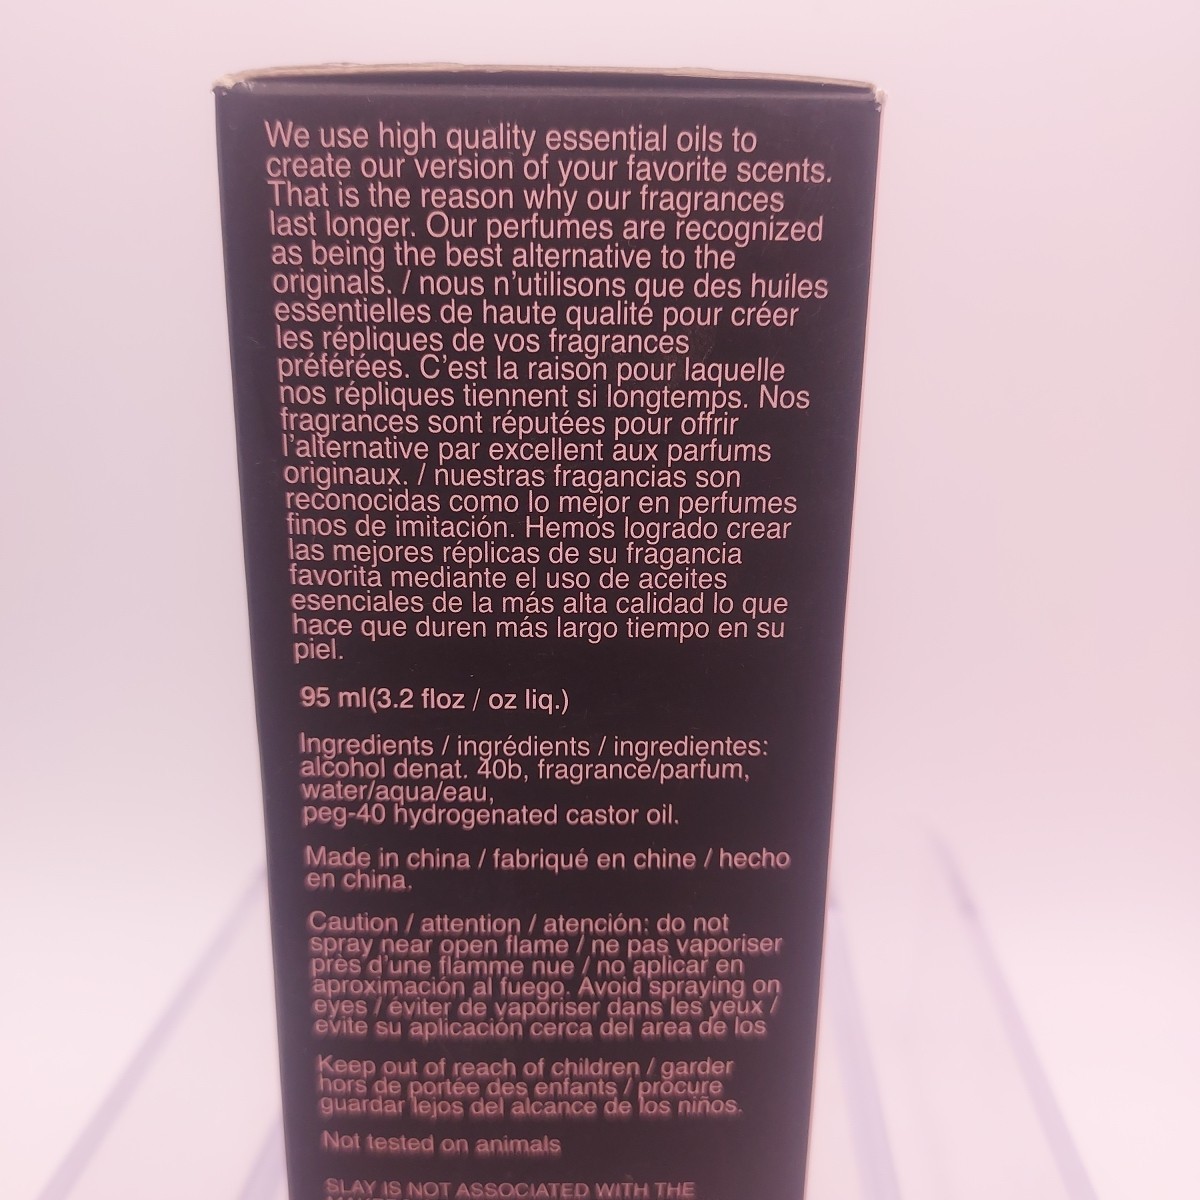 We use high quality essential oils to
create our version of your favorite scents.
That is the reason why our fragrances
last longer. Our perfumes are recognized
as being the best alternative to the
originals. / nous n'utilisons que des huiles
essentielles de haute qualité pour créer
les répliques de vos fragrances
préférées. C'est la raison pour laquelle
nos répliques tiennent si longtemps. Nos
fragrances sont réputées pour offrir
l'alternative par excellent aux parfums
originaux. / nuestras fragancias son
reconocidas como lo mejor en perfumes
finos de imitación. Hemos logrado crear
las mejores réplicas de su fragancia
favorita mediante el uso de aceites
esenciales de la más alta calidad lo que
hace que duren más largo tiempo en su
piel.
95 ml(3.2 floz / oz liq.)
Ingredients / ingrédients / ingredientes:
alcohol denat. 40b, fragrance/parfum,
water/aqua/eau,
peg-40 hydrogenated castor oil.
Made in china / fabriqué en chine / hecho
en china.
Caution / attention / atención: do not
spray near open flame / ne pas vaporiser
près d'une flamme nue / no aplicar en
aproximación al fuego. Avoid spraying on
eyes / éviter de vaporiser dans les yeux /
evite su aplicación cerca del area de los
Keep out of reach of children / garder
hors de portée des enfants / procure
guardar lejos del alcance de los niños.
Not tested on animals
SLAY IS NOT ASSOCIATED WITH THE